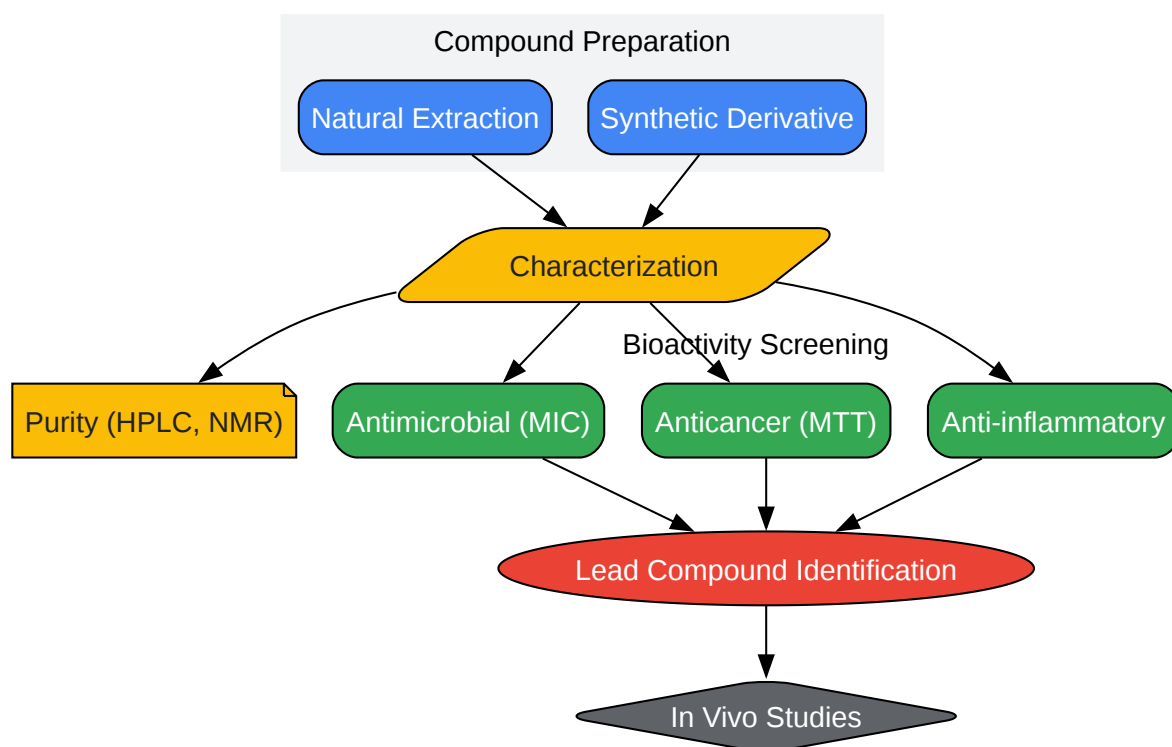 Compound Preparation
Natural Extraction
Synthetic Derivative
Characterization
Bioactivity Screening
Purity (HPLC, NMR)
Antimicrobial (MIC)
Anticancer (MTT)
Anti-inflammatory
Lead Compound Identification
In Vivo Studies